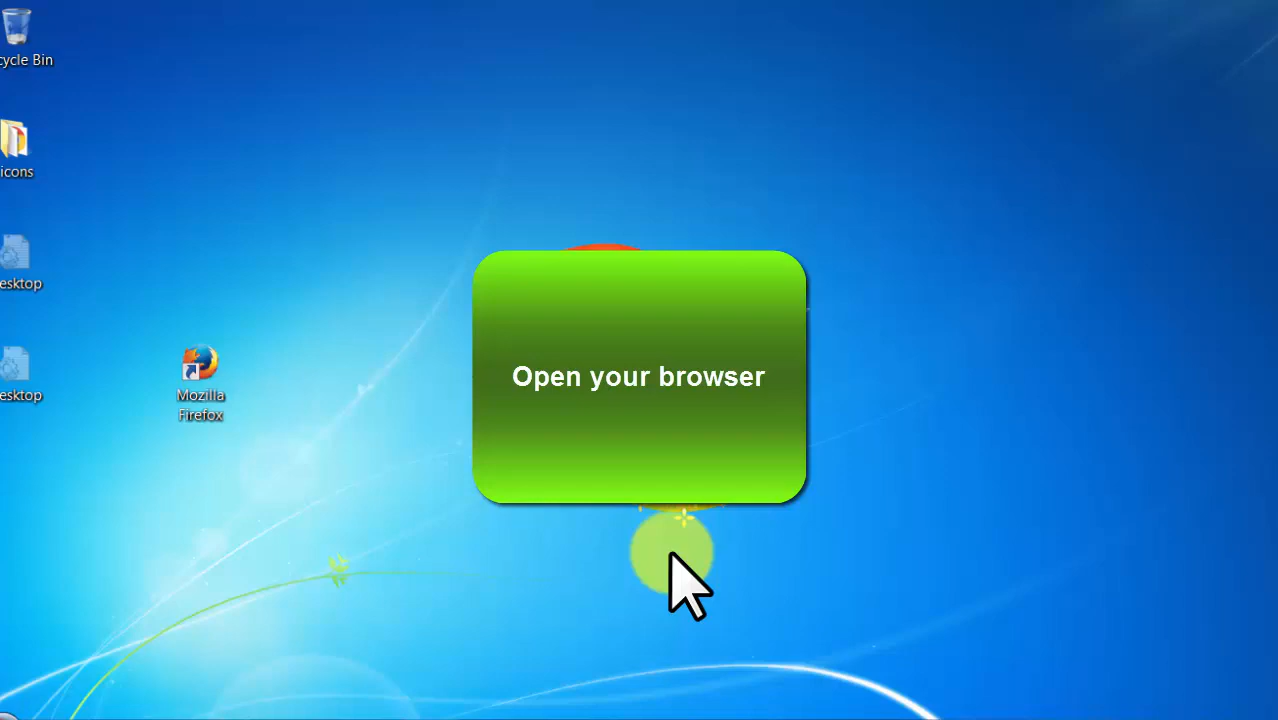 cycle Bin
icons
esktop
esktop
Mozilla
Firefox
Open your browser